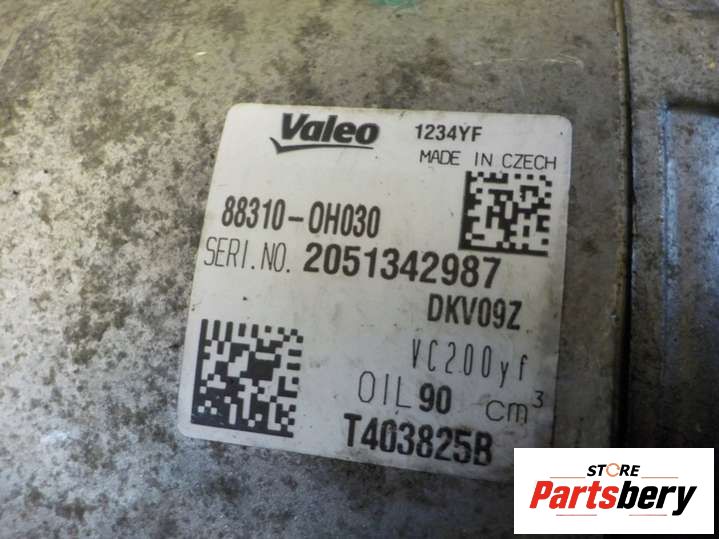 Valeo 1234YF
MADE IN CZECH
88310-0H030
SERI.NO. 2051342987
DKV09Z
VC200yf
OIL 90 cm³
T403825B
STORE
Partsbery